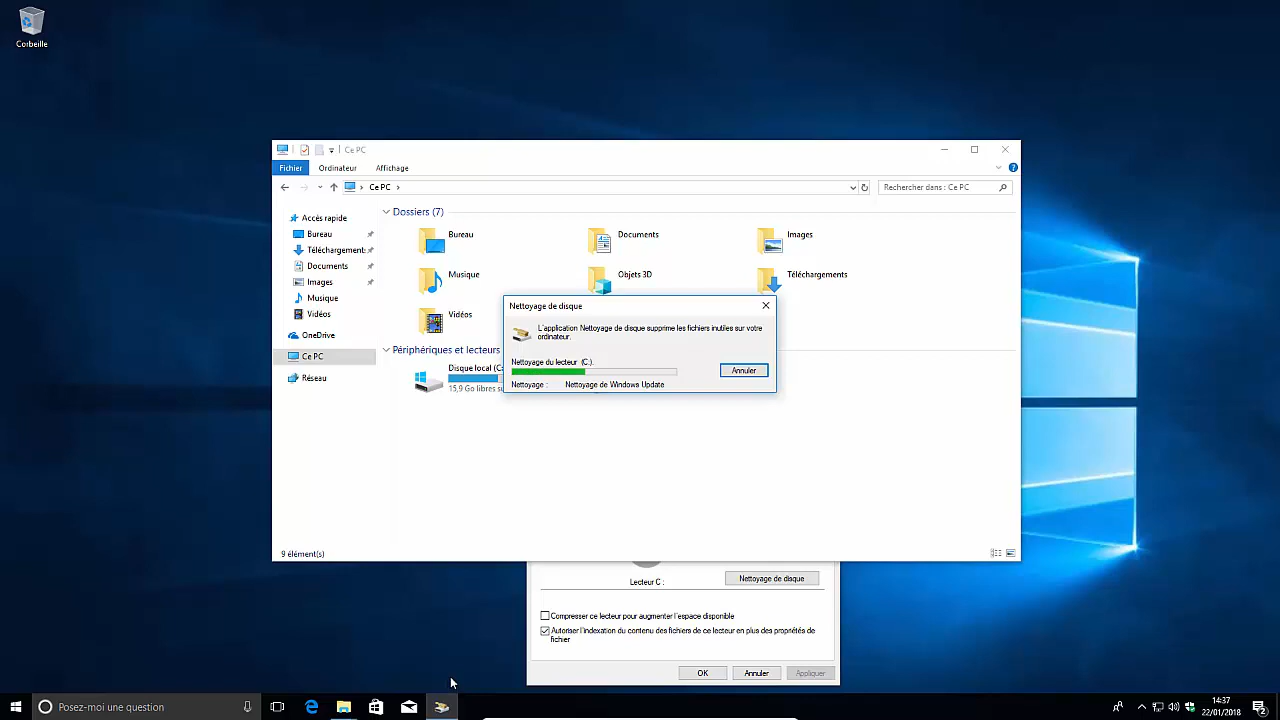 Corbeille
Ce PC
Fichier
Ordinateur
Affichage
Ce PC
Rechercher dans : Ce PC
Accès rapide
Bureau
Téléchargement
Documents
Images
Musique
Vidéos
OneDrive
Ce PC
Réseau
Dossiers (7)
Bureau
Documents
Images
Musique
Objets 3D
Téléchargements
Vidéos
Périphériques et lecteurs
Disque local (C:
15,9 Go libres
9 élément(s)
Nettoyage de disque
L'application Nettoyage de disque supprime les fichiers inutiles sur votre
ordinateur.
Nettoyage du lecteur (C:).
Annuler
Nettoyage : Nettoyage de Windows Update
Lecteur C :
Nettoyage de disque
Compresser ce lecteur pour augmenter l'espace disponible
Autoriser l'indexation du contenu des fichiers de ce lecteur en plus des propriétés de
fichier
OK
Annuler
Appliquer
Posez-moi une question
14:37
22/01/2018
2